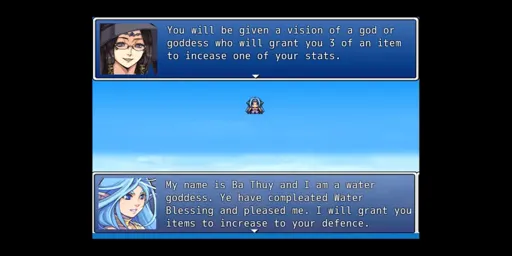 You will be given a vision of a god or
goddess who will grant you 3 of an item
to incease one of your stats.
My name is Ba Thuy and I am a water
goddess. Ye have compleated Water
Blessing and pleased me. I will grant you
items to increase to your defence.